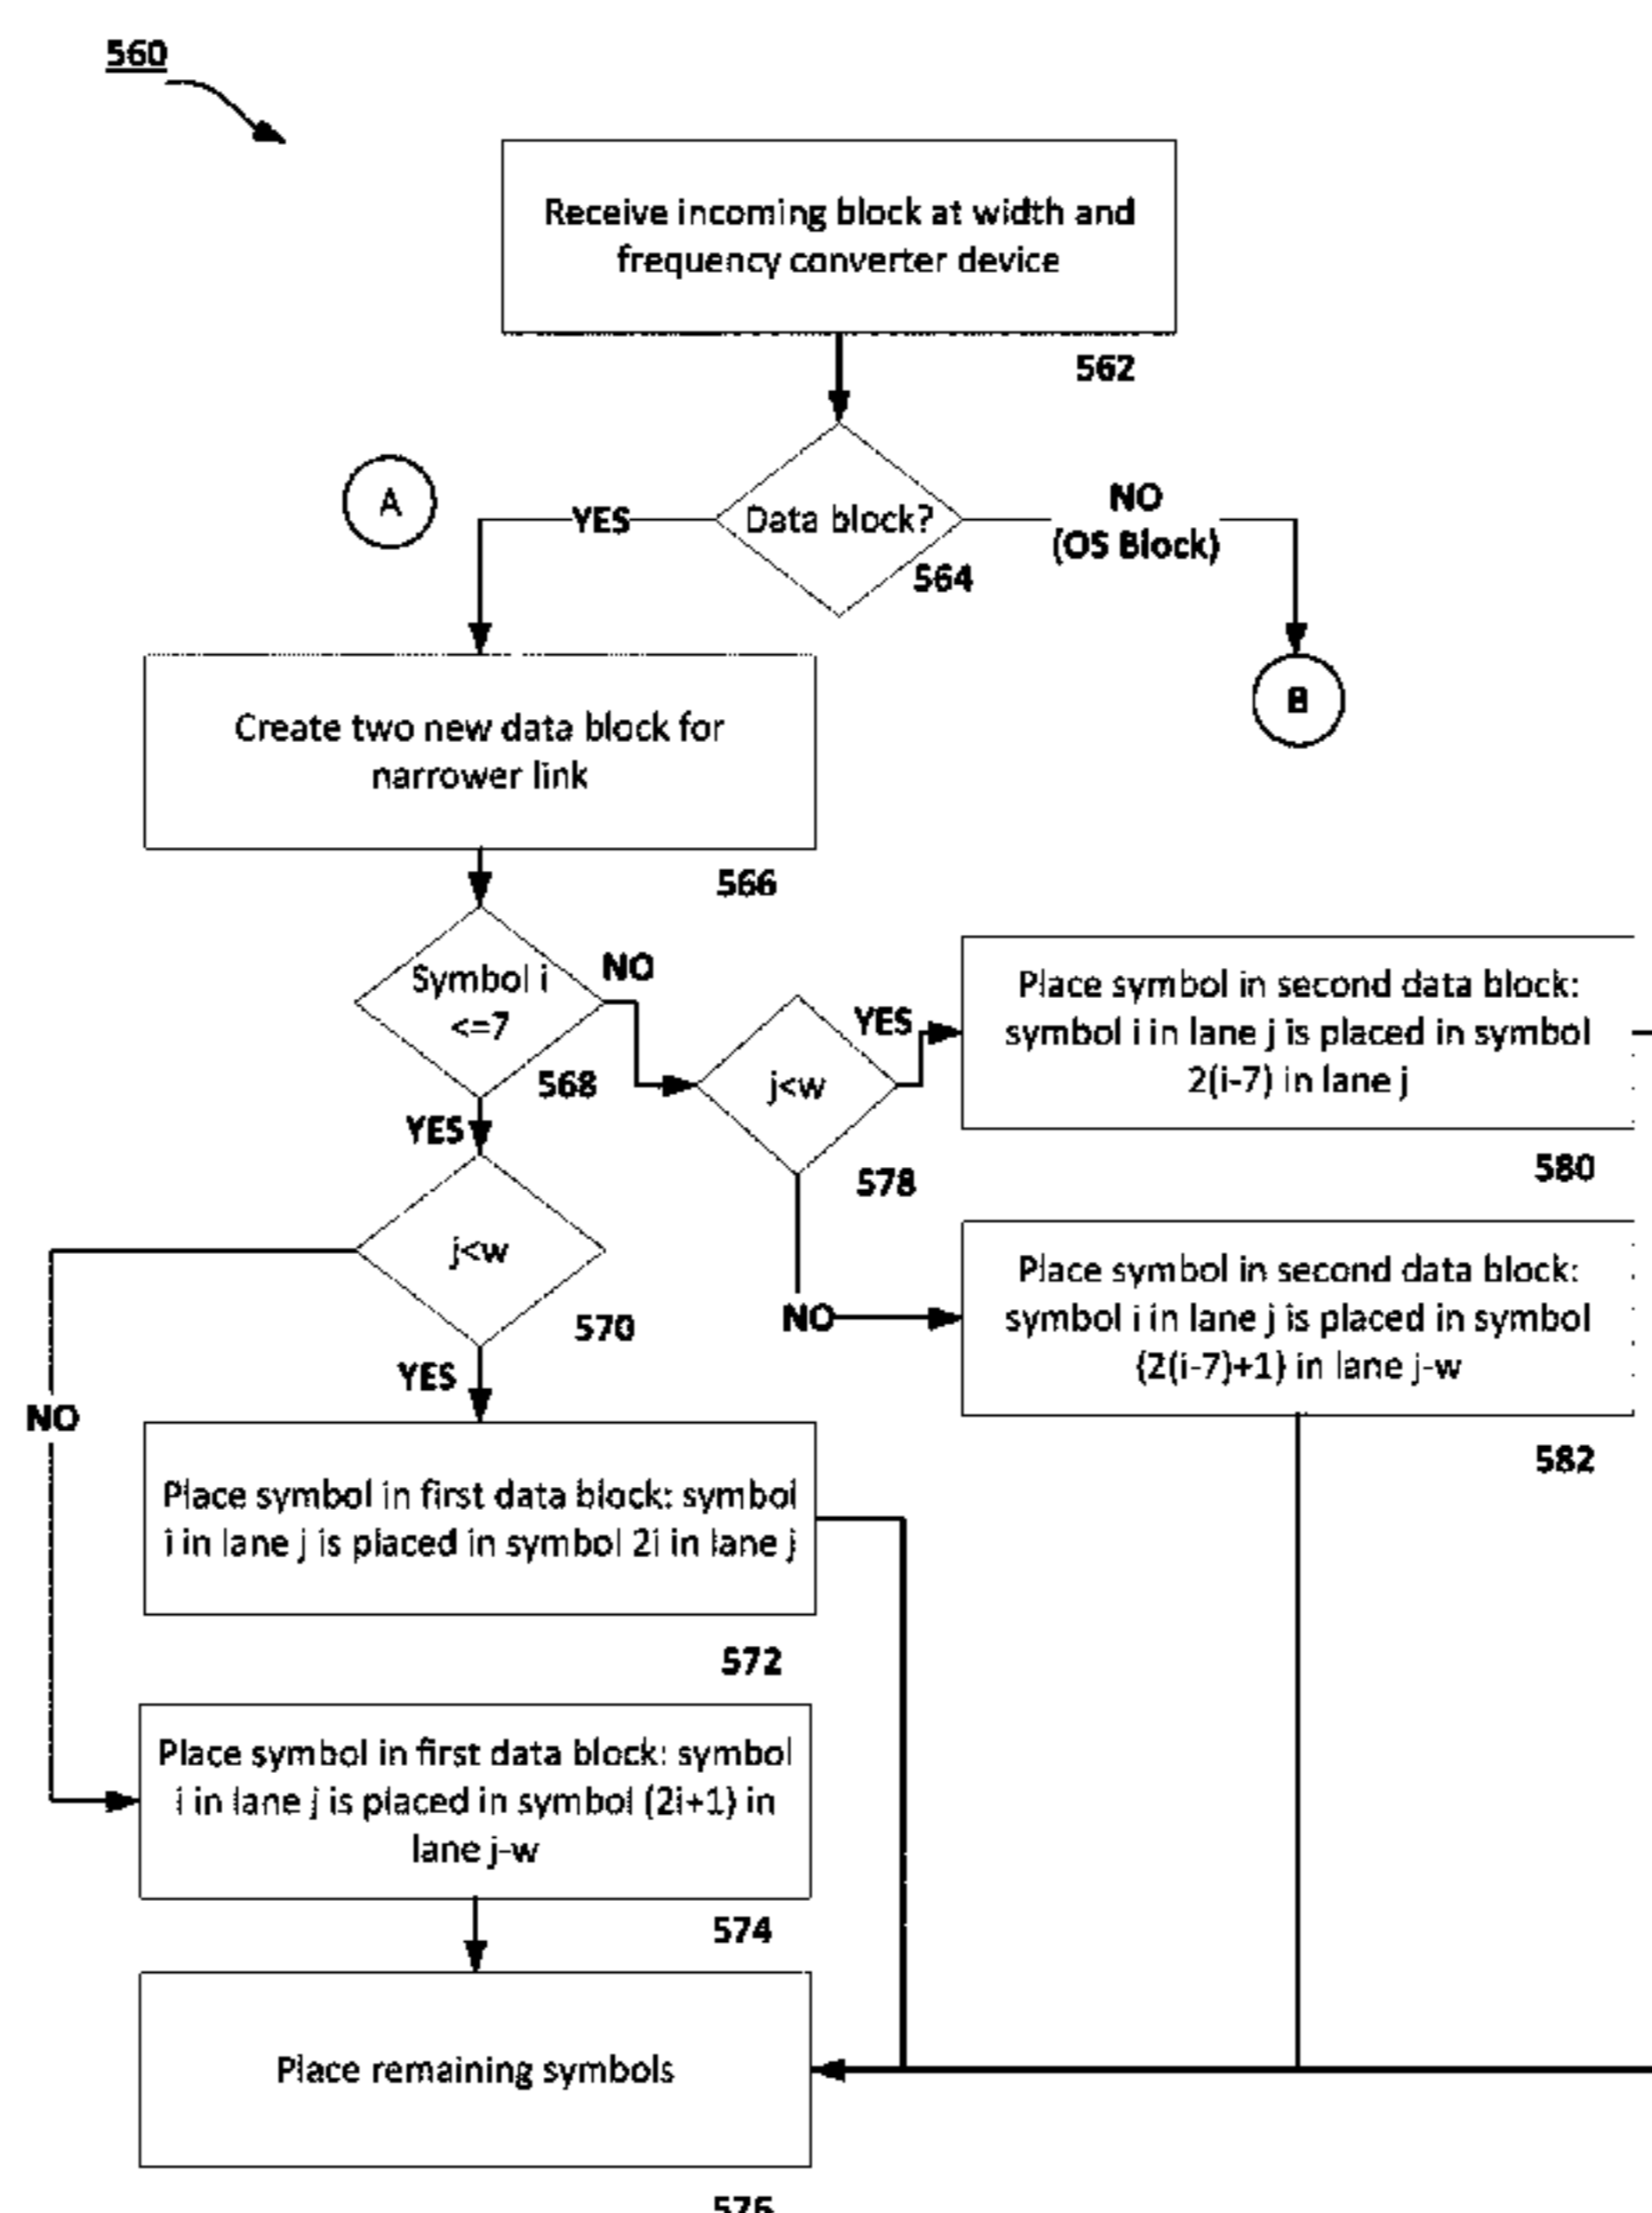 560
Receive incoming block at width and
frequency converter device
562
A
YES
Data block?
NO
(OS Block)
564
B
Create two new data block for
narrower link
566
Symbol i
<=7
NO
568
YES
j<w
YES
578
NO
Place symbol in second data block:
symbol i in lane j is placed in symbol
2(i-7) in lane j
580
Place symbol in second data block:
symbol i in lane j is placed in symbol
(2(i-7)+1) in lane j-w
582
j<w
570
YES
NO
Place symbol in first data block: symbol
i in lane j is placed in symbol 2i in lane j
572
Place symbol in first data block: symbol
i in lane j is placed in symbol (2i+1) in
lane j-w
574
Place remaining symbols
576